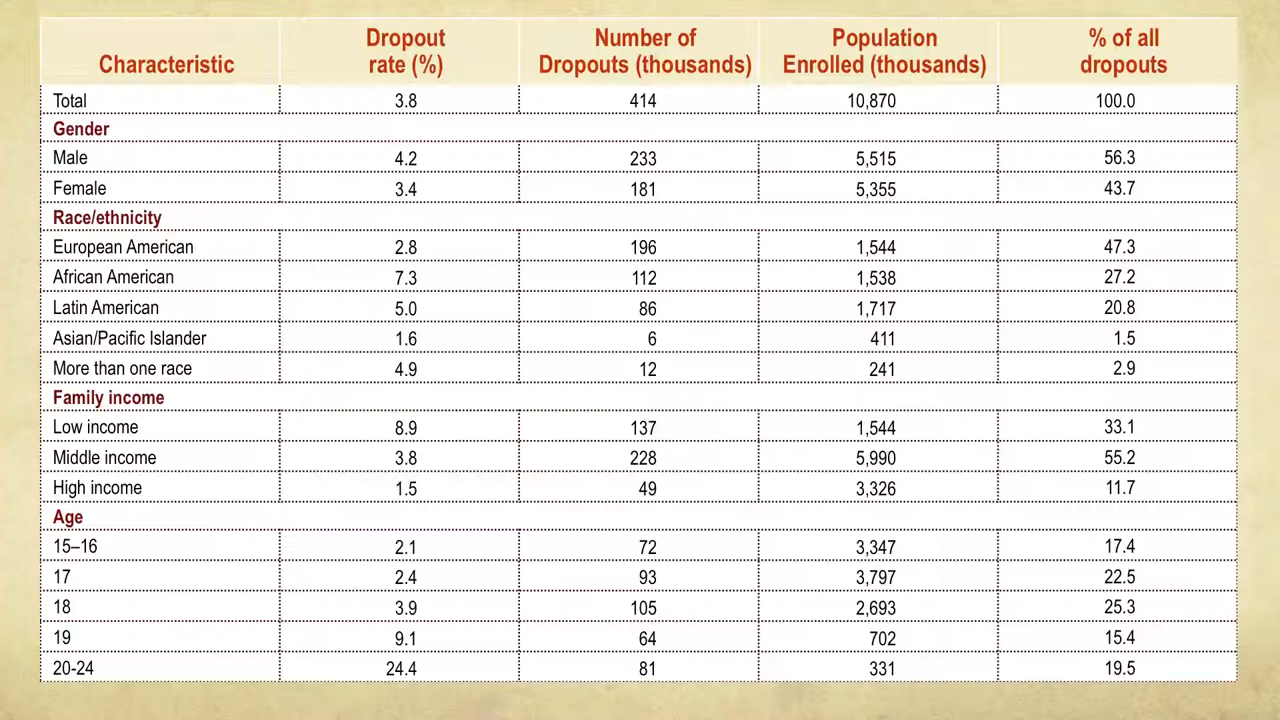 Characteristic Dropout rate (%) Number of Dropouts (thousands) Population Enrolled (thousands) % of all dropouts
Total 3.8 414 10,870 100.0
Gender
Male 4.2 233 5,515 56.3
Female 3.4 181 5,355 43.7
Race/ethnicity
European American 2.8 196 1,544 47.3
African American 7.3 112 1,538 27.2
Latin American 5.0 86 1,717 20.8
Asian/Pacific Islander 1.6 6 411 1.5
More than one race 4.9 12 241 2.9
Family income
Low income 8.9 137 1,544 33.1
Middle income 3.8 228 5,990 55.2
High income 1.5 49 3,326 11.7
Age
15–16 2.1 72 3,347 17.4
17 2.4 93 3,797 22.5
18 3.9 105 2,693 25.3
19 9.1 64 702 15.4
20-24 24.4 81 331 19.5